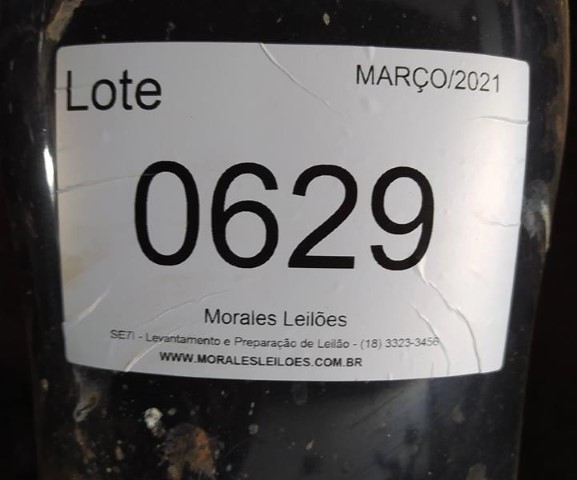 Lote
MARÇO/2021
0629
Morales Leilões
SE7I - Levantamento e Preparação de Leilão - (18) 3323-3456
WWW.MORALESLEILOES.COM.BR